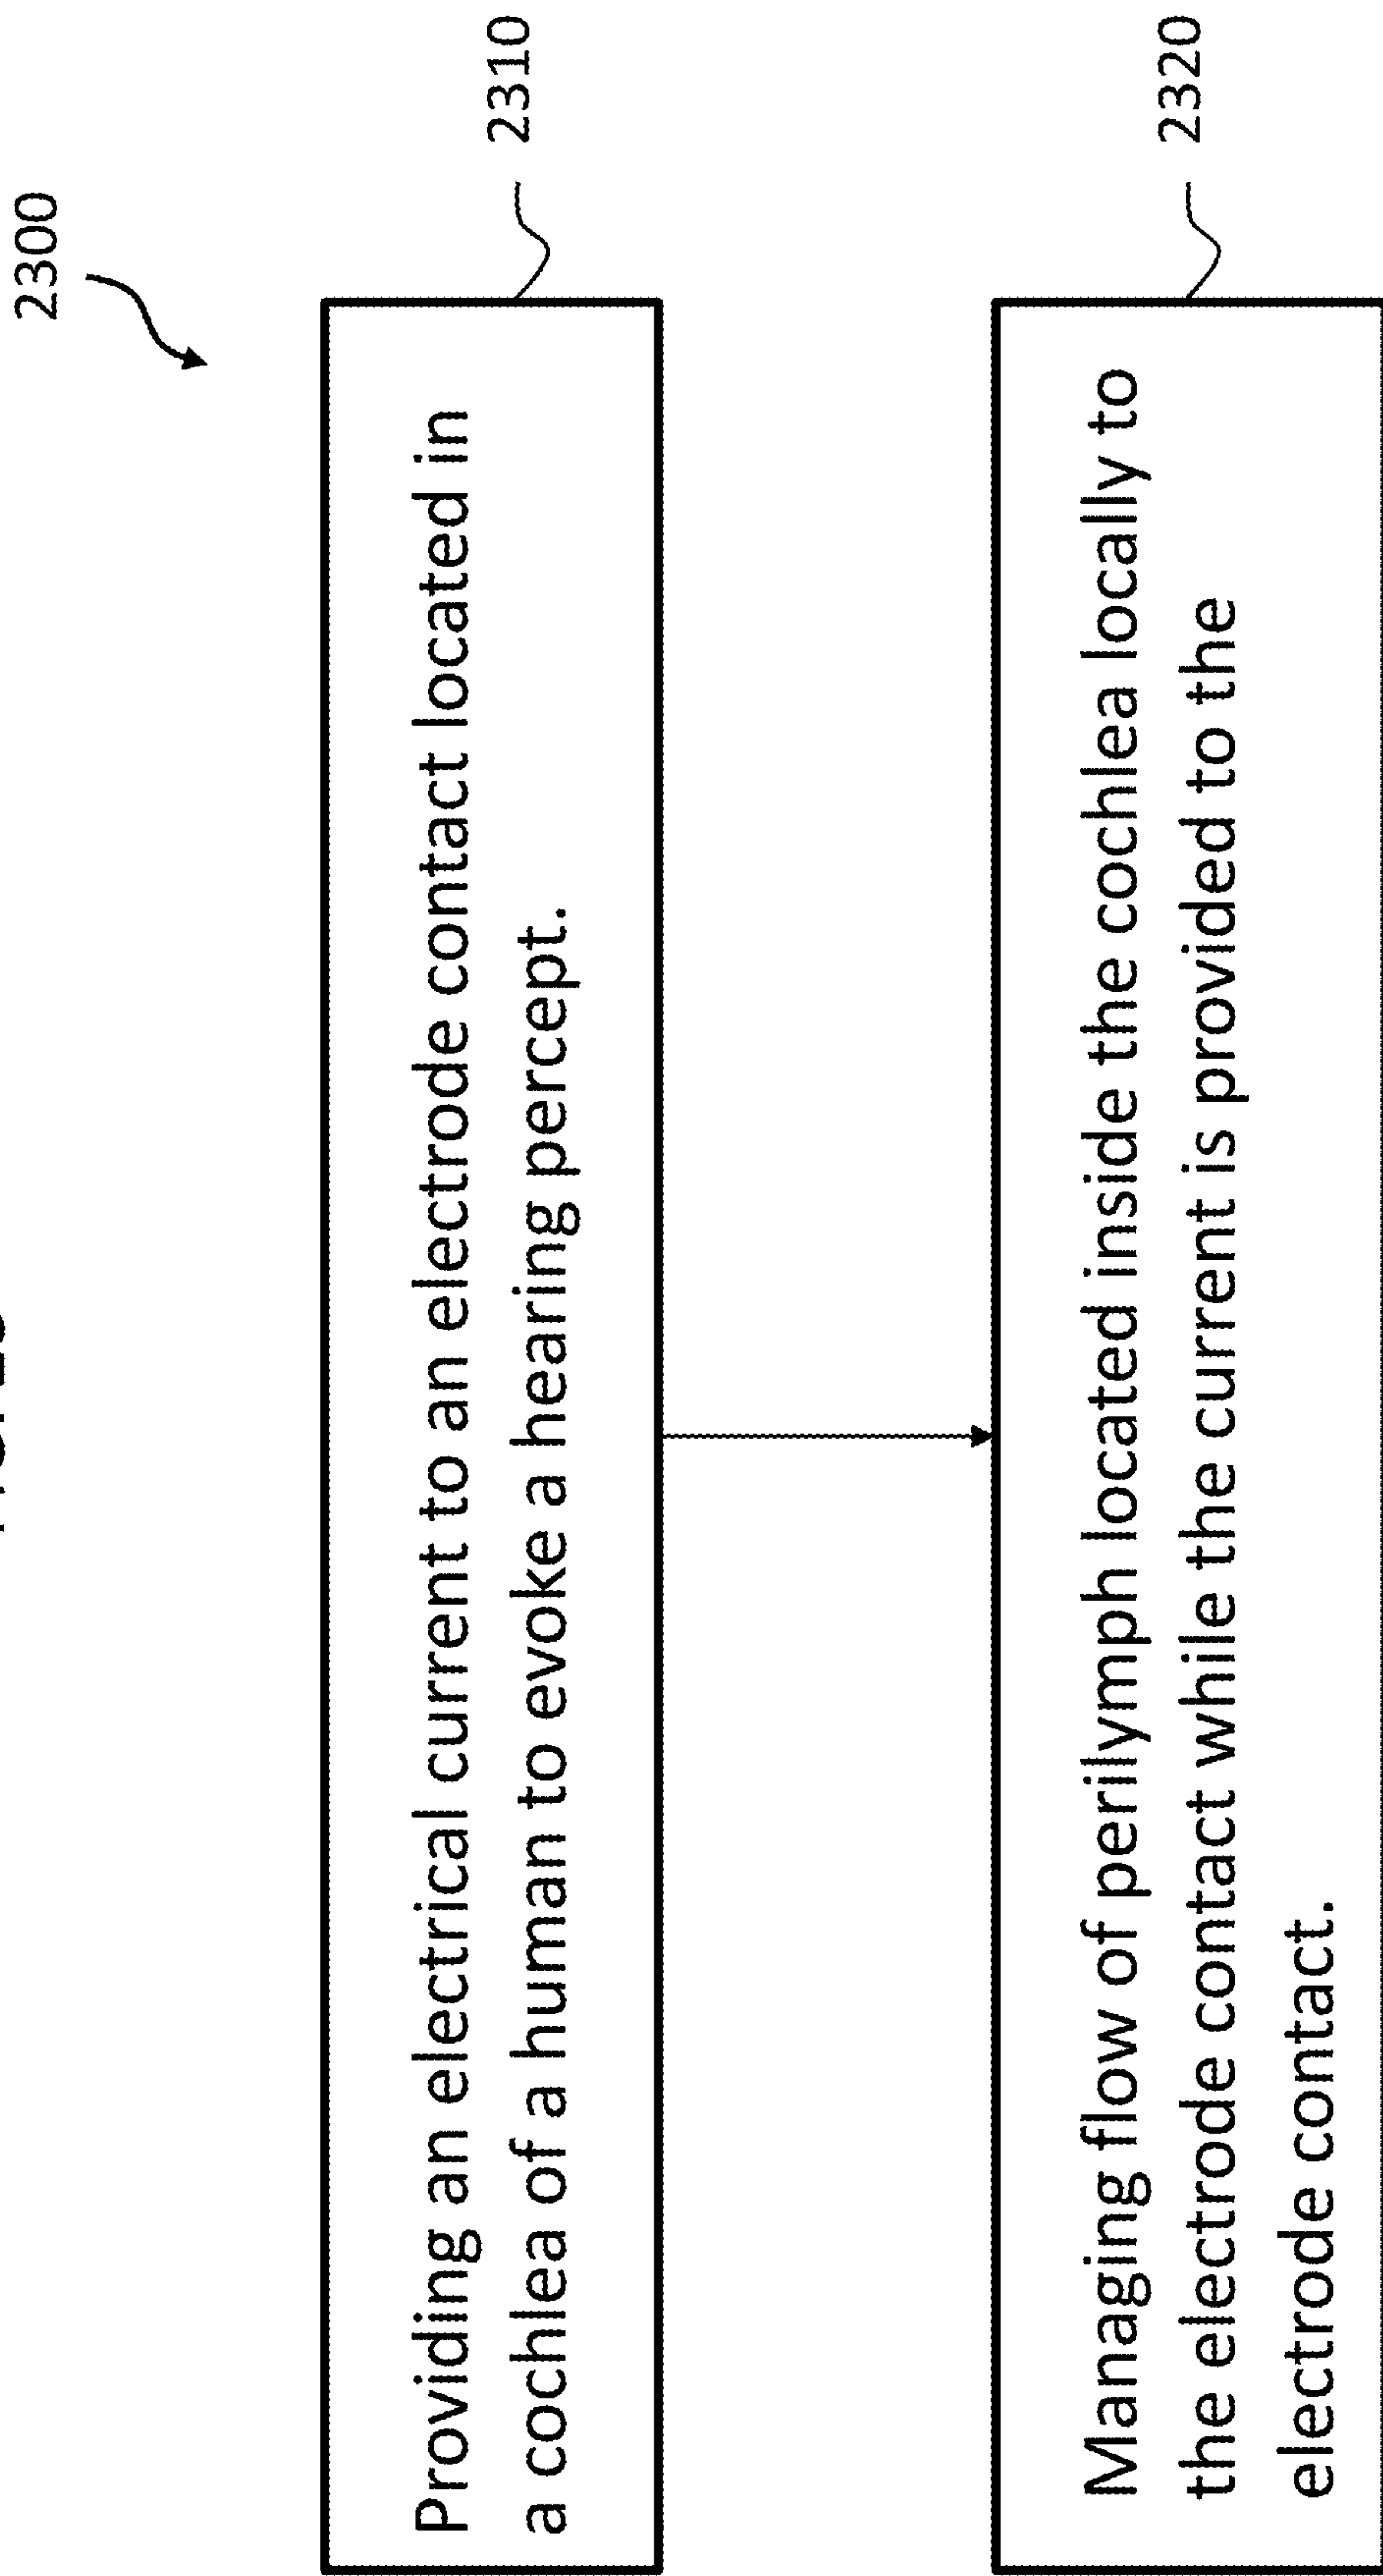 2300
Providing an electrical current to an electrode contact located in
a cochlea of a human to evoke a hearing percept.
2310
Managing flow of perilymph located inside the cochlea locally to
the electrode contact while the current is provided to the
electrode contact.
2320